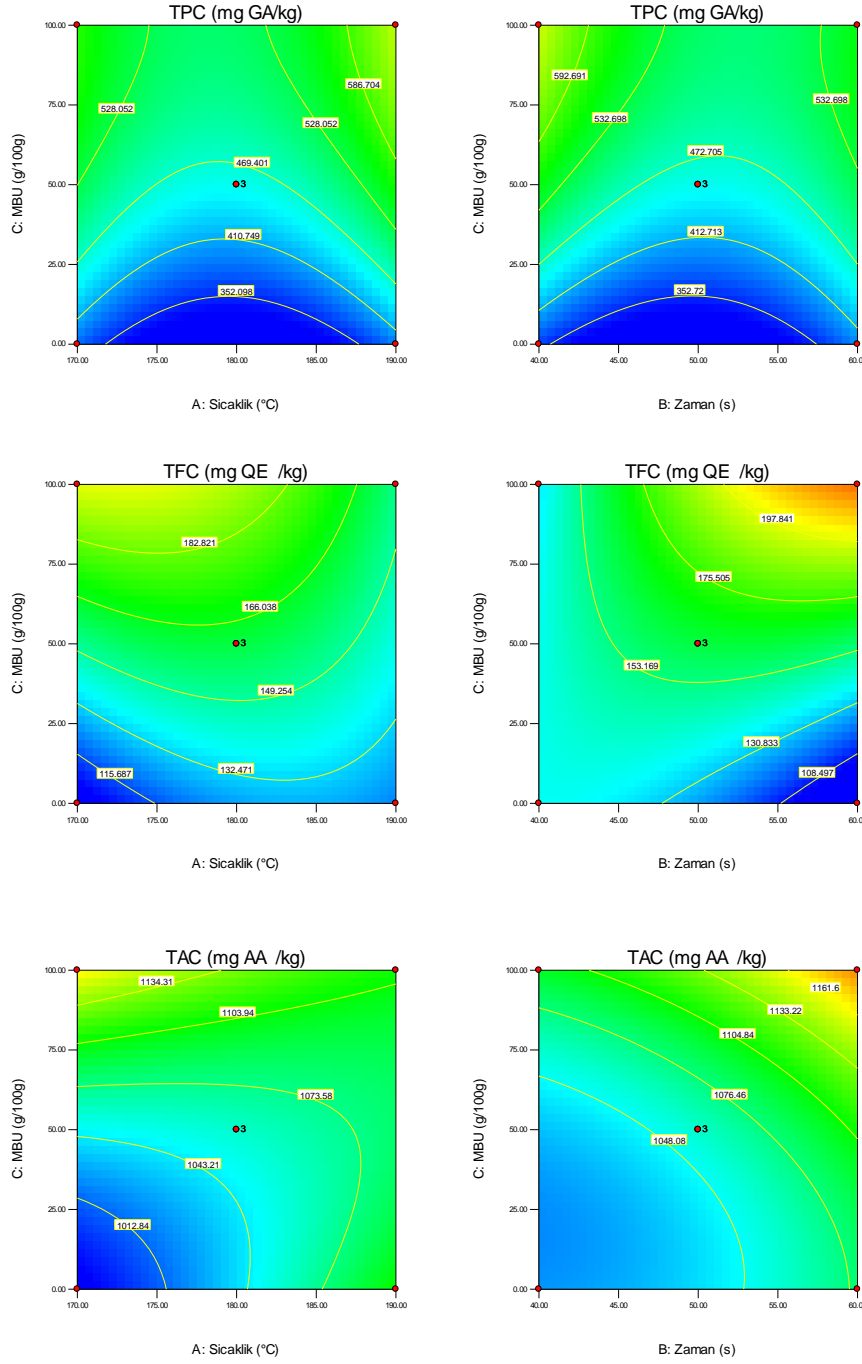 TPC (mg GA/kg)
C: MBU (g/100g)
100.00
75.00
50.00
25.00
0.00
586.704
528.052
528.052
469.401
3
410.749
352.098
170.00 175.00 180.00 185.00 190.00
A: Sicaklik (°C)
TPC (mg GA/kg)
C: MBU (g/100g)
100.00
75.00
50.00
25.00
0.00
592.691
532.698
532.698
472.705
3
412.713
352.72
40.00 45.00 50.00 55.00 60.00
B: Zaman (s)
TFC (mg QE /kg)
C: MBU (g/100g)
100.00
75.00
50.00
25.00
0.00
182.821
166.038
3
149.254
132.471
115.687
170.00 175.00 180.00 185.00 190.00
A: Sicaklik (°C)
TFC (mg QE /kg)
C: MBU (g/100g)
100.00
75.00
50.00
25.00
0.00
197.841
175.505
3
153.169
130.833
108.497
40.00 45.00 50.00 55.00 60.00
B: Zaman (s)
TAC (mg AA /kg)
C: MBU (g/100g)
100.00
75.00
50.00
25.00
0.00
1134.31
1103.94
1073.58
3
1043.21
1012.84
170.00 175.00 180.00 185.00 190.00
A: Sicaklik (°C)
TAC (mg AA /kg)
C: MBU (g/100g)
100.00
75.00
50.00
25.00
0.00
1161.6
1133.22
1104.84
1076.46
3
1048.08
40.00 45.00 50.00 55.00 60.00
B: Zaman (s)